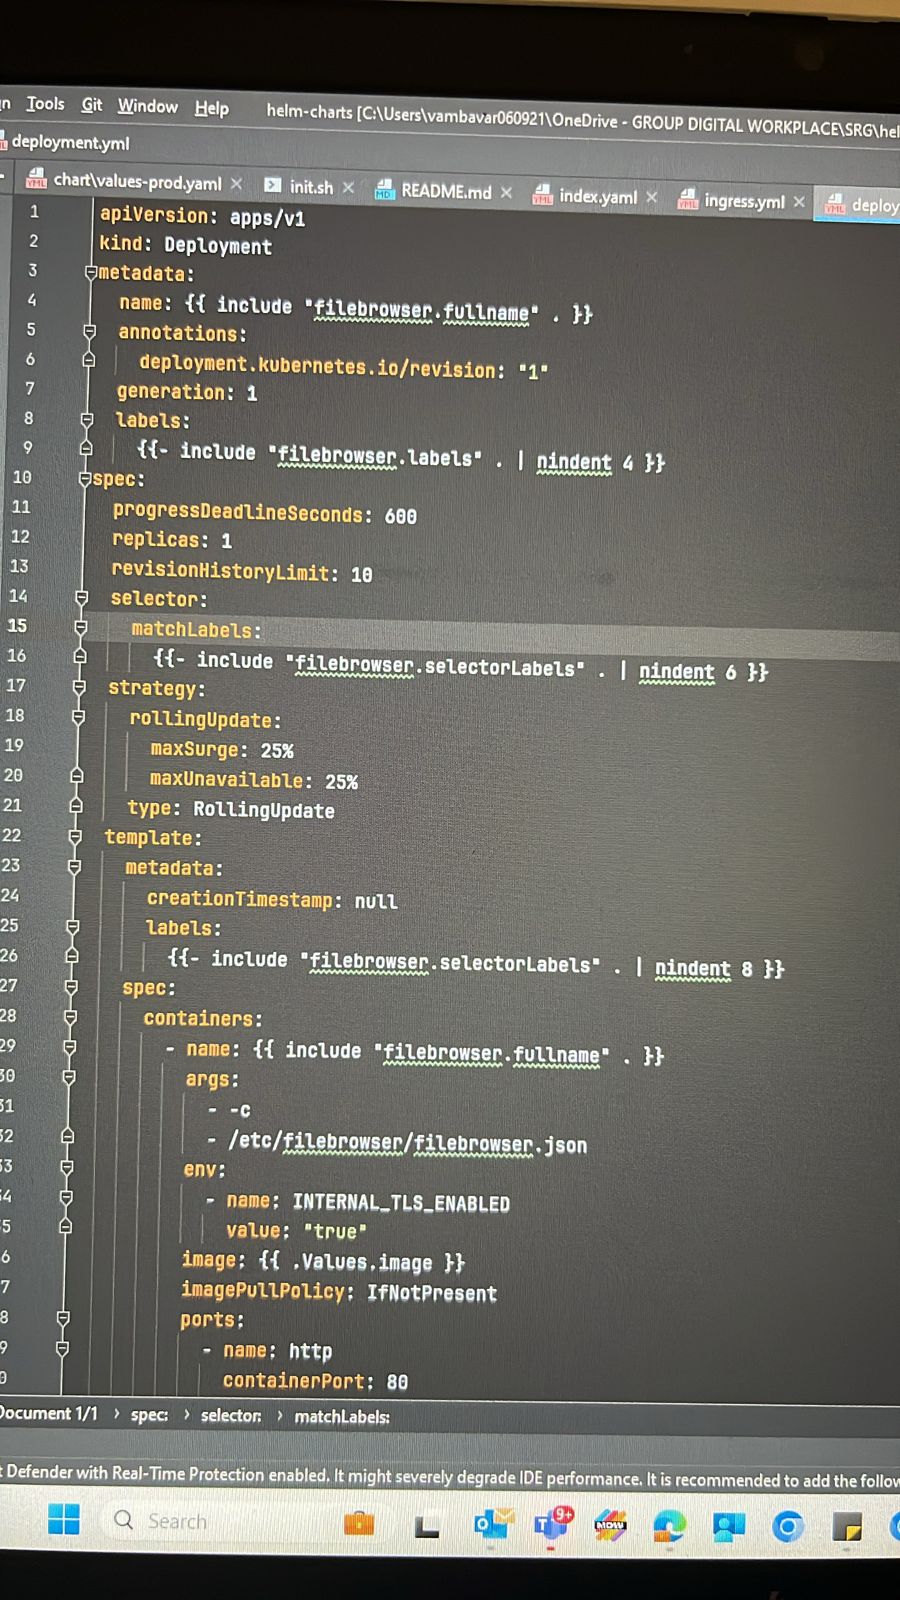 Tools Git Window Help helm-charts [C:\Users\vambavar060921\OneDrive - GROUP DIGITAL WORKPLACE\SRG\hel
deployment.yml
chart\values-prod.yaml init.sh README.md index.yaml ingress.yml deploy
1 apiVersion: apps/v1
2 kind: Deployment
3 metadata:
4 name: {{ include "filebrowser.fullname" . }}
5 annotations:
6 deployment.kubernetes.io/revision: "1"
7 generation: 1
8 labels:
9 {{- include "filebrowser.labels" . | nindent 4 }}
10 spec:
11 progressDeadlineSeconds: 600
12 replicas: 1
13 revisionHistoryLimit: 10
14 selector:
15 matchLabels:
16 {{- include "filebrowser.selectorLabels" . | nindent 6 }}
17 strategy:
18 rollingUpdate:
19 maxSurge: 25%
20 maxUnavailable: 25%
21 type: RollingUpdate
22 template:
23 metadata:
24 creationTimestamp: null
25 labels:
26 {{- include "filebrowser.selectorLabels" . | nindent 8 }}
27 spec:
28 containers:
29 - name: {{ include "filebrowser.fullname" . }}
30 args:
31 - -c
32 - /etc/filebrowser/filebrowser.json
33 env:
34 - name: INTERNAL_TLS_ENABLED
5 value: "true"
6 image: {{ .Values.image }}
7 imagePullPolicy: IfNotPresent
8 ports:
9 - name: http
0 containerPort: 80
Document 1/1 › spec: › selector: › matchLabels:
t Defender with Real-Time Protection enabled. It might severely degrade IDE performance. It is recommended to add the follow
Search
9+